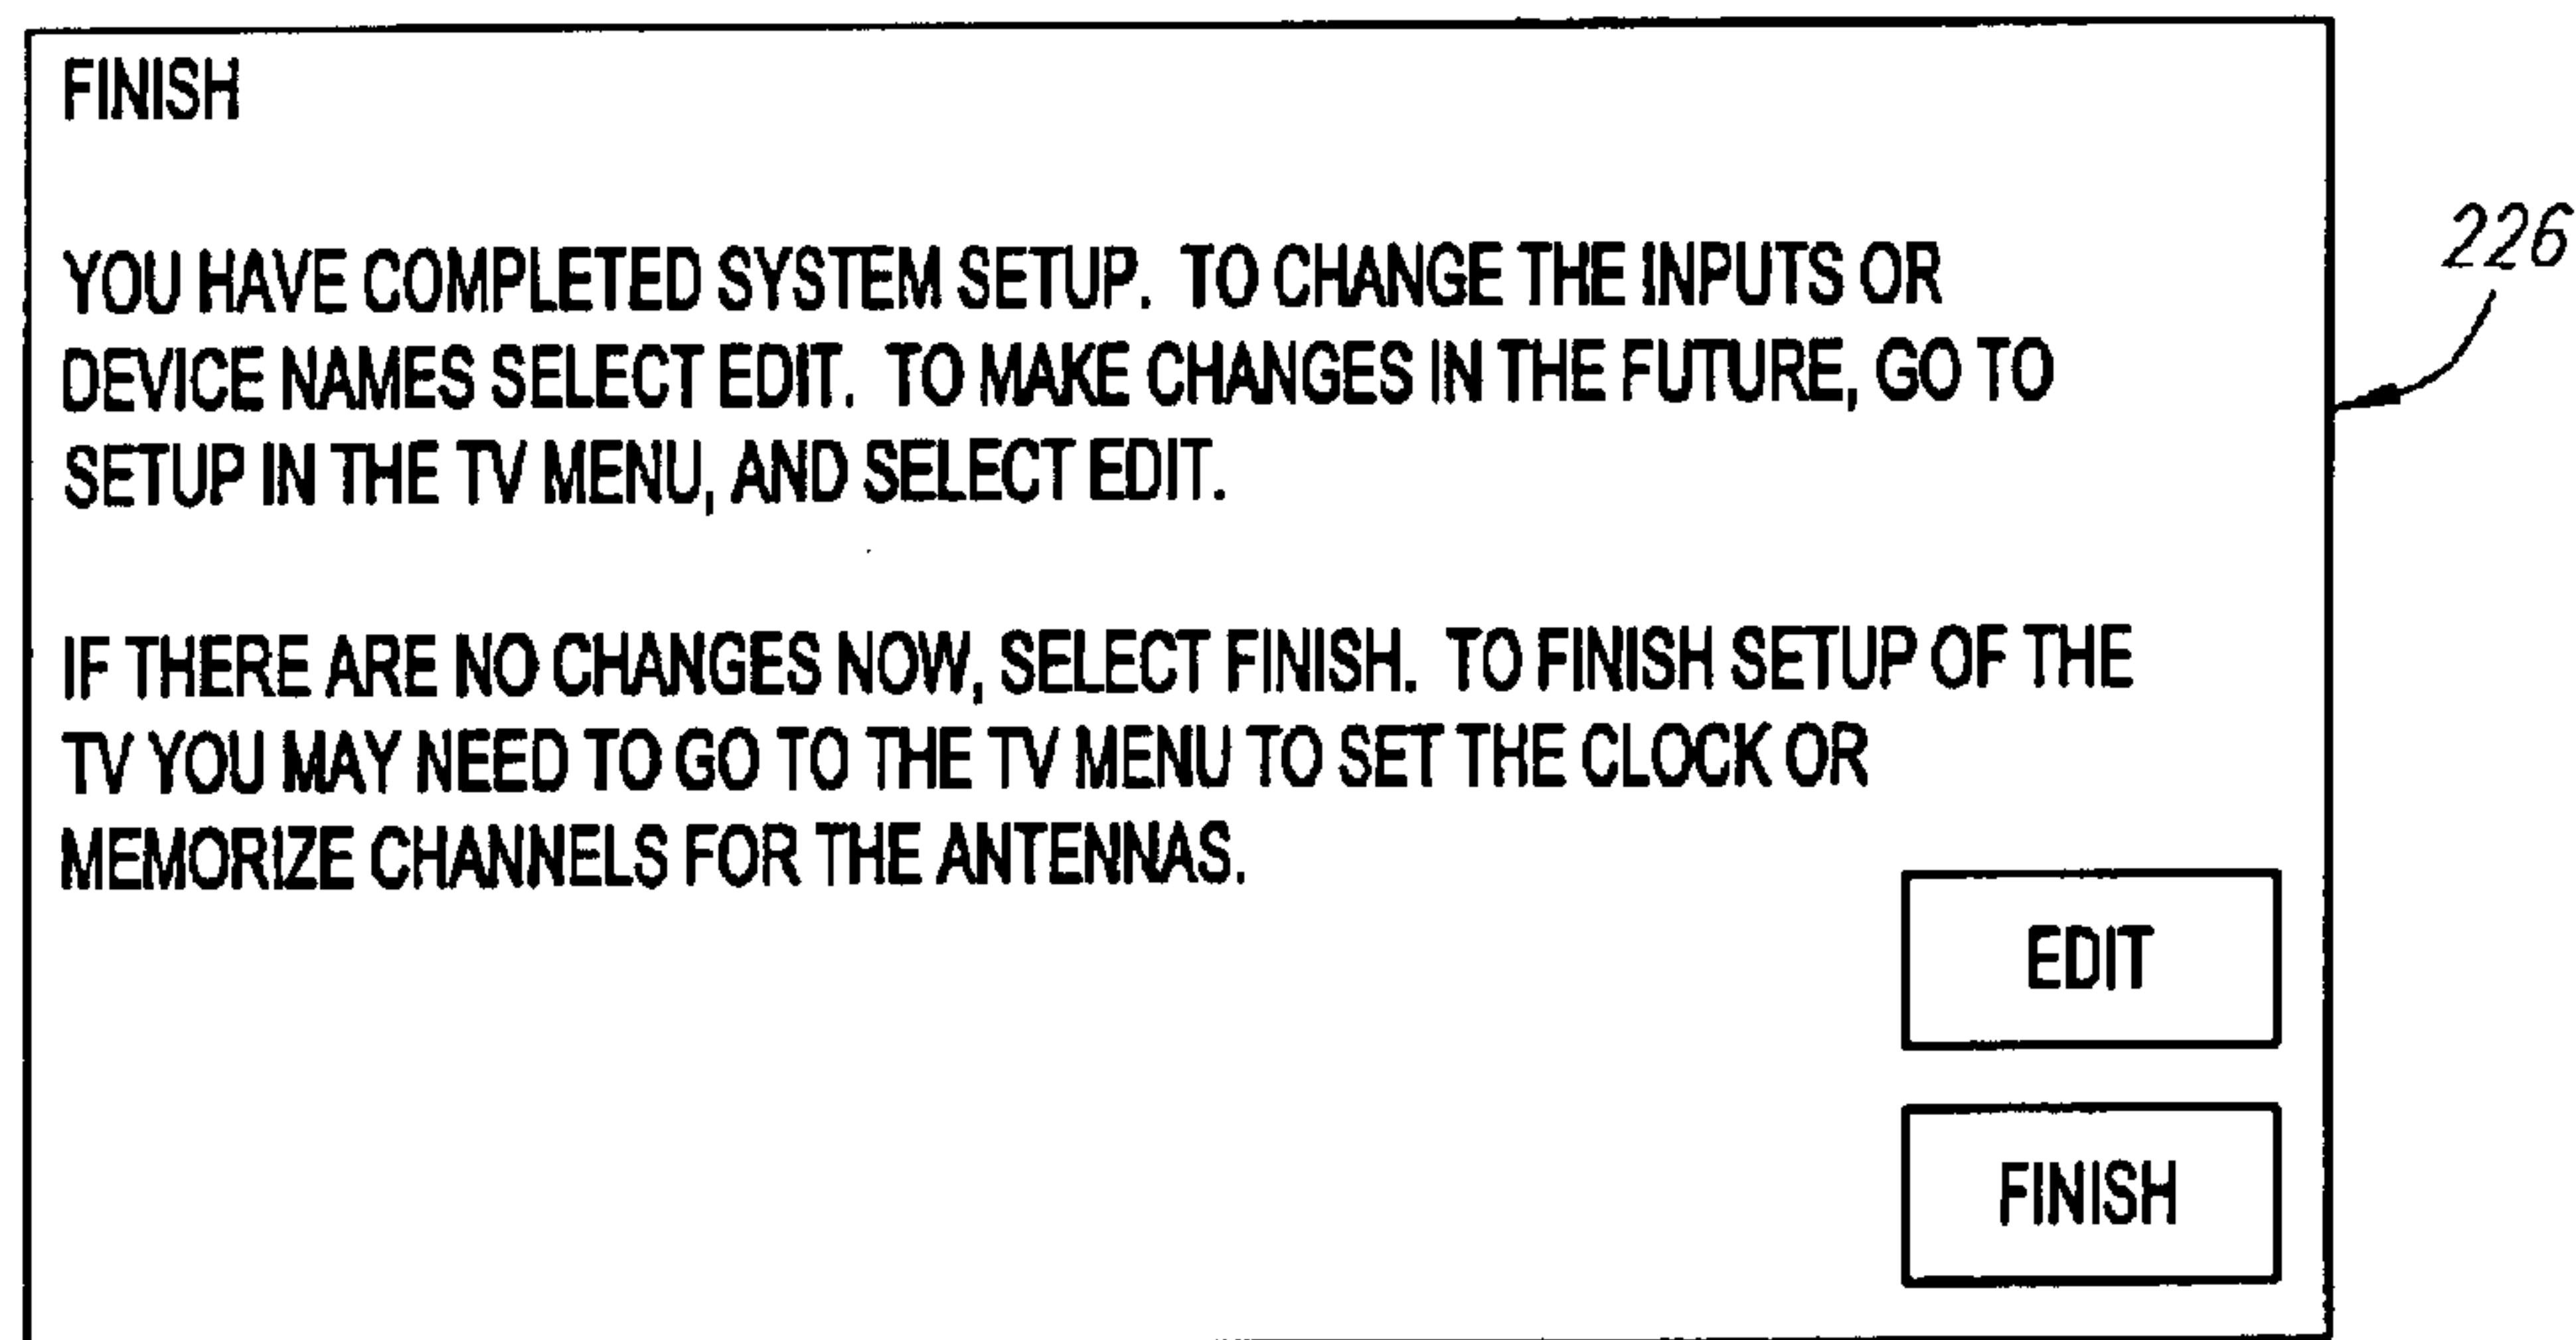 FINISH
226
YOU HAVE COMPLETED SYSTEM SETUP. TO CHANGE THE INPUTS OR
DEVICE NAMES SELECT EDIT. TO MAKE CHANGES IN THE FUTURE, GO TO
SETUP IN THE TV MENU, AND SELECT EDIT.
IF THERE ARE NO CHANGES NOW, SELECT FINISH. TO FINISH SETUP OF THE
TV YOU MAY NEED TO GO TO THE TV MENU TO SET THE CLOCK OR
MEMORIZE CHANNELS FOR THE ANTENNAS.
EDIT
FINISH